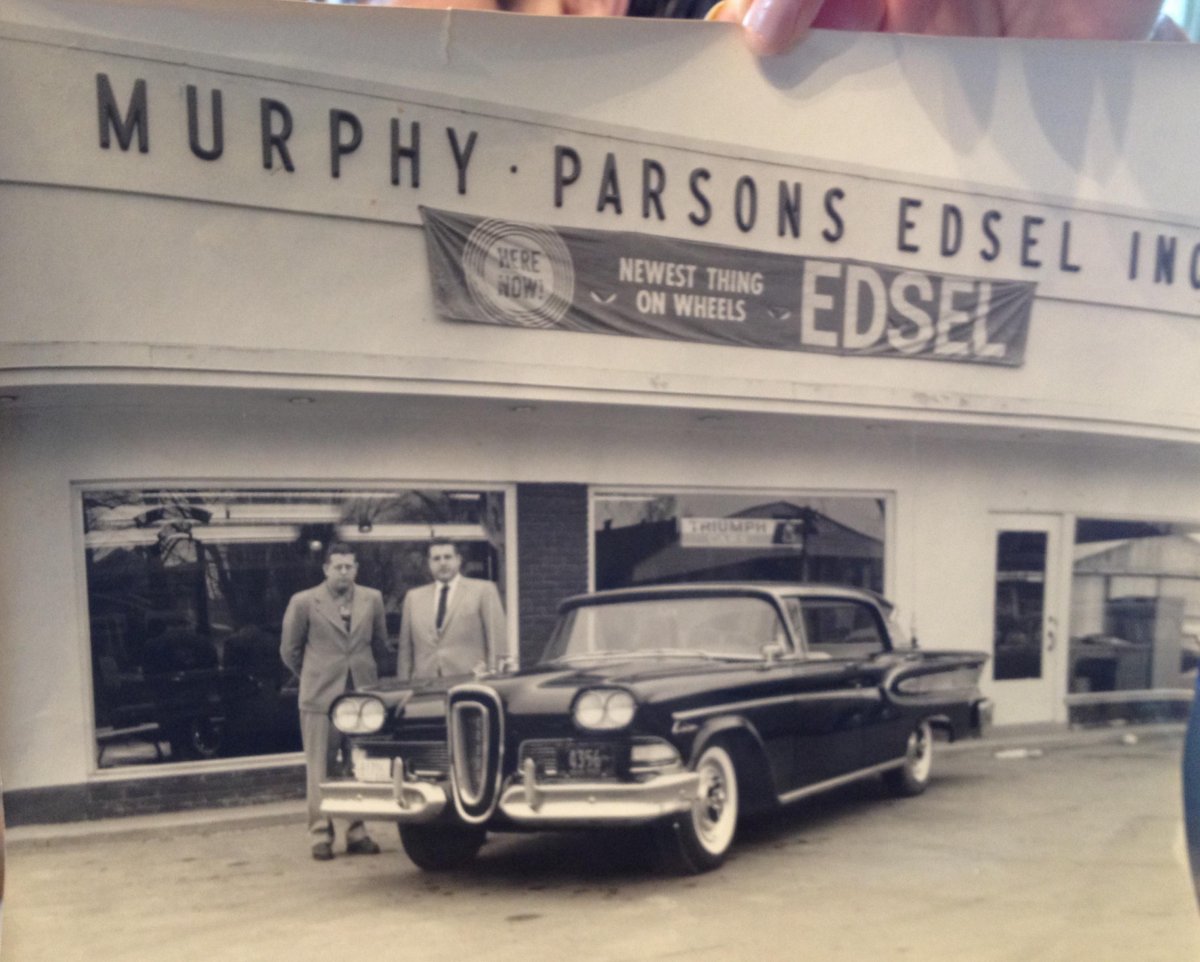 MURPHY · PARSONS EDSEL INC
HERE
NOW!
NEWEST THING
ON WHEELS
EDSEL
TRIUMPH